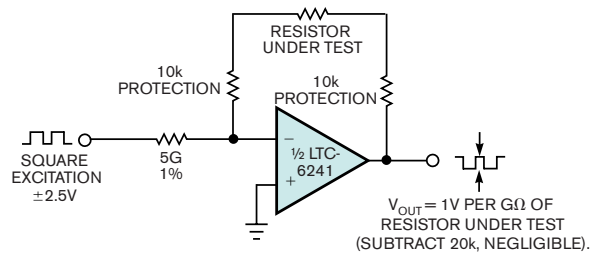 RESISTOR
UNDER TEST
10k
PROTECTION
10k
PROTECTION
SQUARE
EXCITATION
±2.5V
5G
1%
−
½ LTC-
6241
+
V_OUT = 1V PER GΩ OF
RESISTOR UNDER TEST
(SUBTRACT 20k, NEGLIGIBLE).